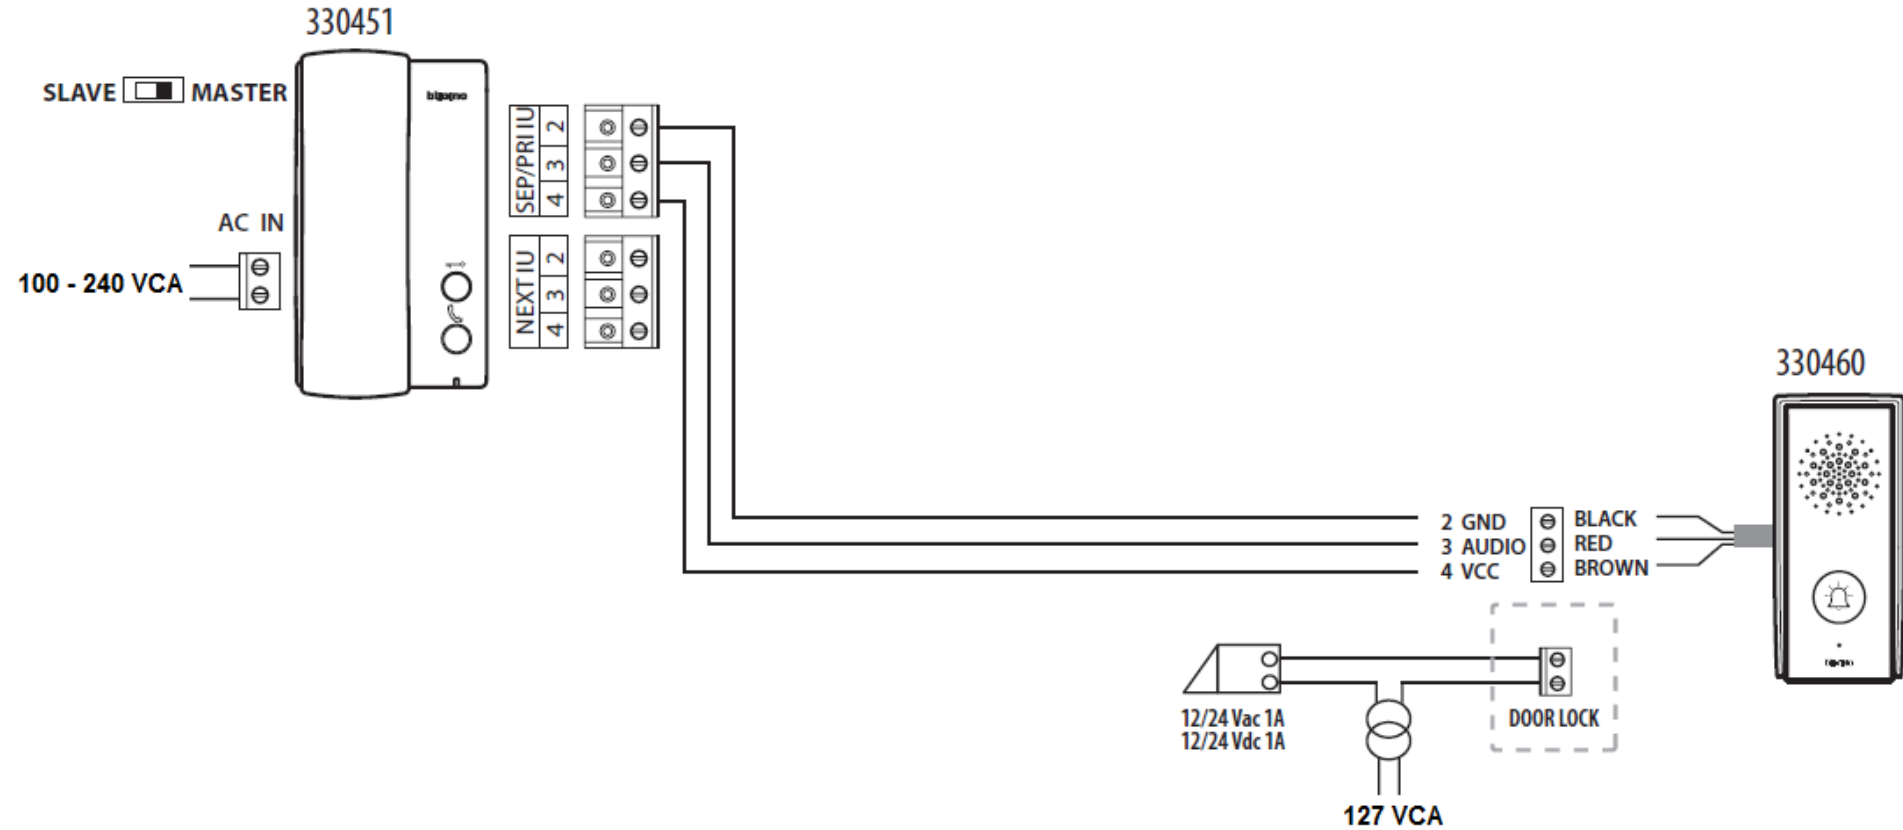 330451
SLAVE MASTER
bticino
SEP/PRI IU
2
3
4
AC IN
100 - 240 VCA
NEXT IU
2
3
4
330460
2 GND BLACK
3 AUDIO RED
4 VCC BROWN
12/24 Vac 1A
12/24 Vdc 1A
DOOR LOCK
127 VCA